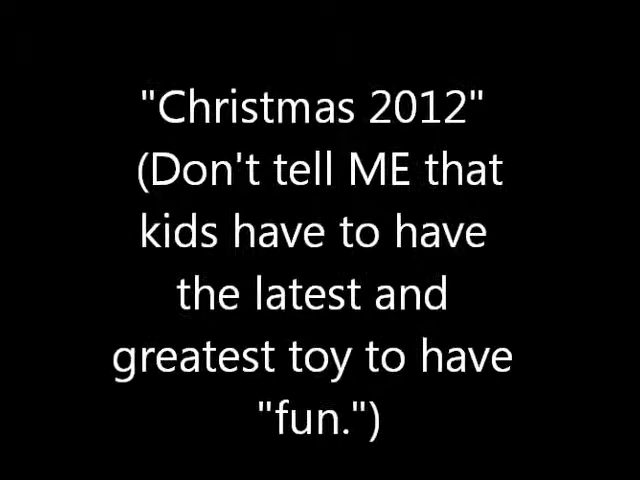 "Christmas 2012"
(Don't tell ME that
kids have to have
the latest and
greatest toy to have
"fun.")